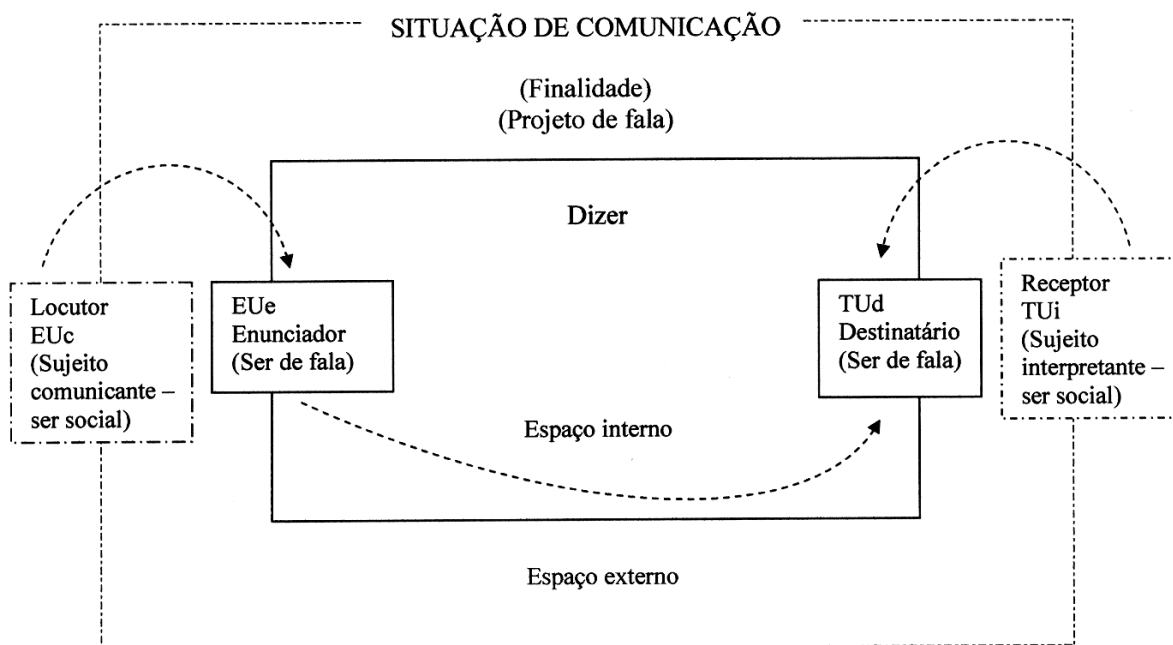 SITUAÇÃO DE COMUNICAÇÃO
(Finalidade)
(Projeto de fala)
Dizer
Locutor
EUc
(Sujeito
comunicante –
ser social)
EUe
Enunciador
(Ser de fala)
TUd
Destinatário
(Ser de fala)
Receptor
TUi
(Sujeito
interpretante –
ser social)
Espaço interno
Espaço externo